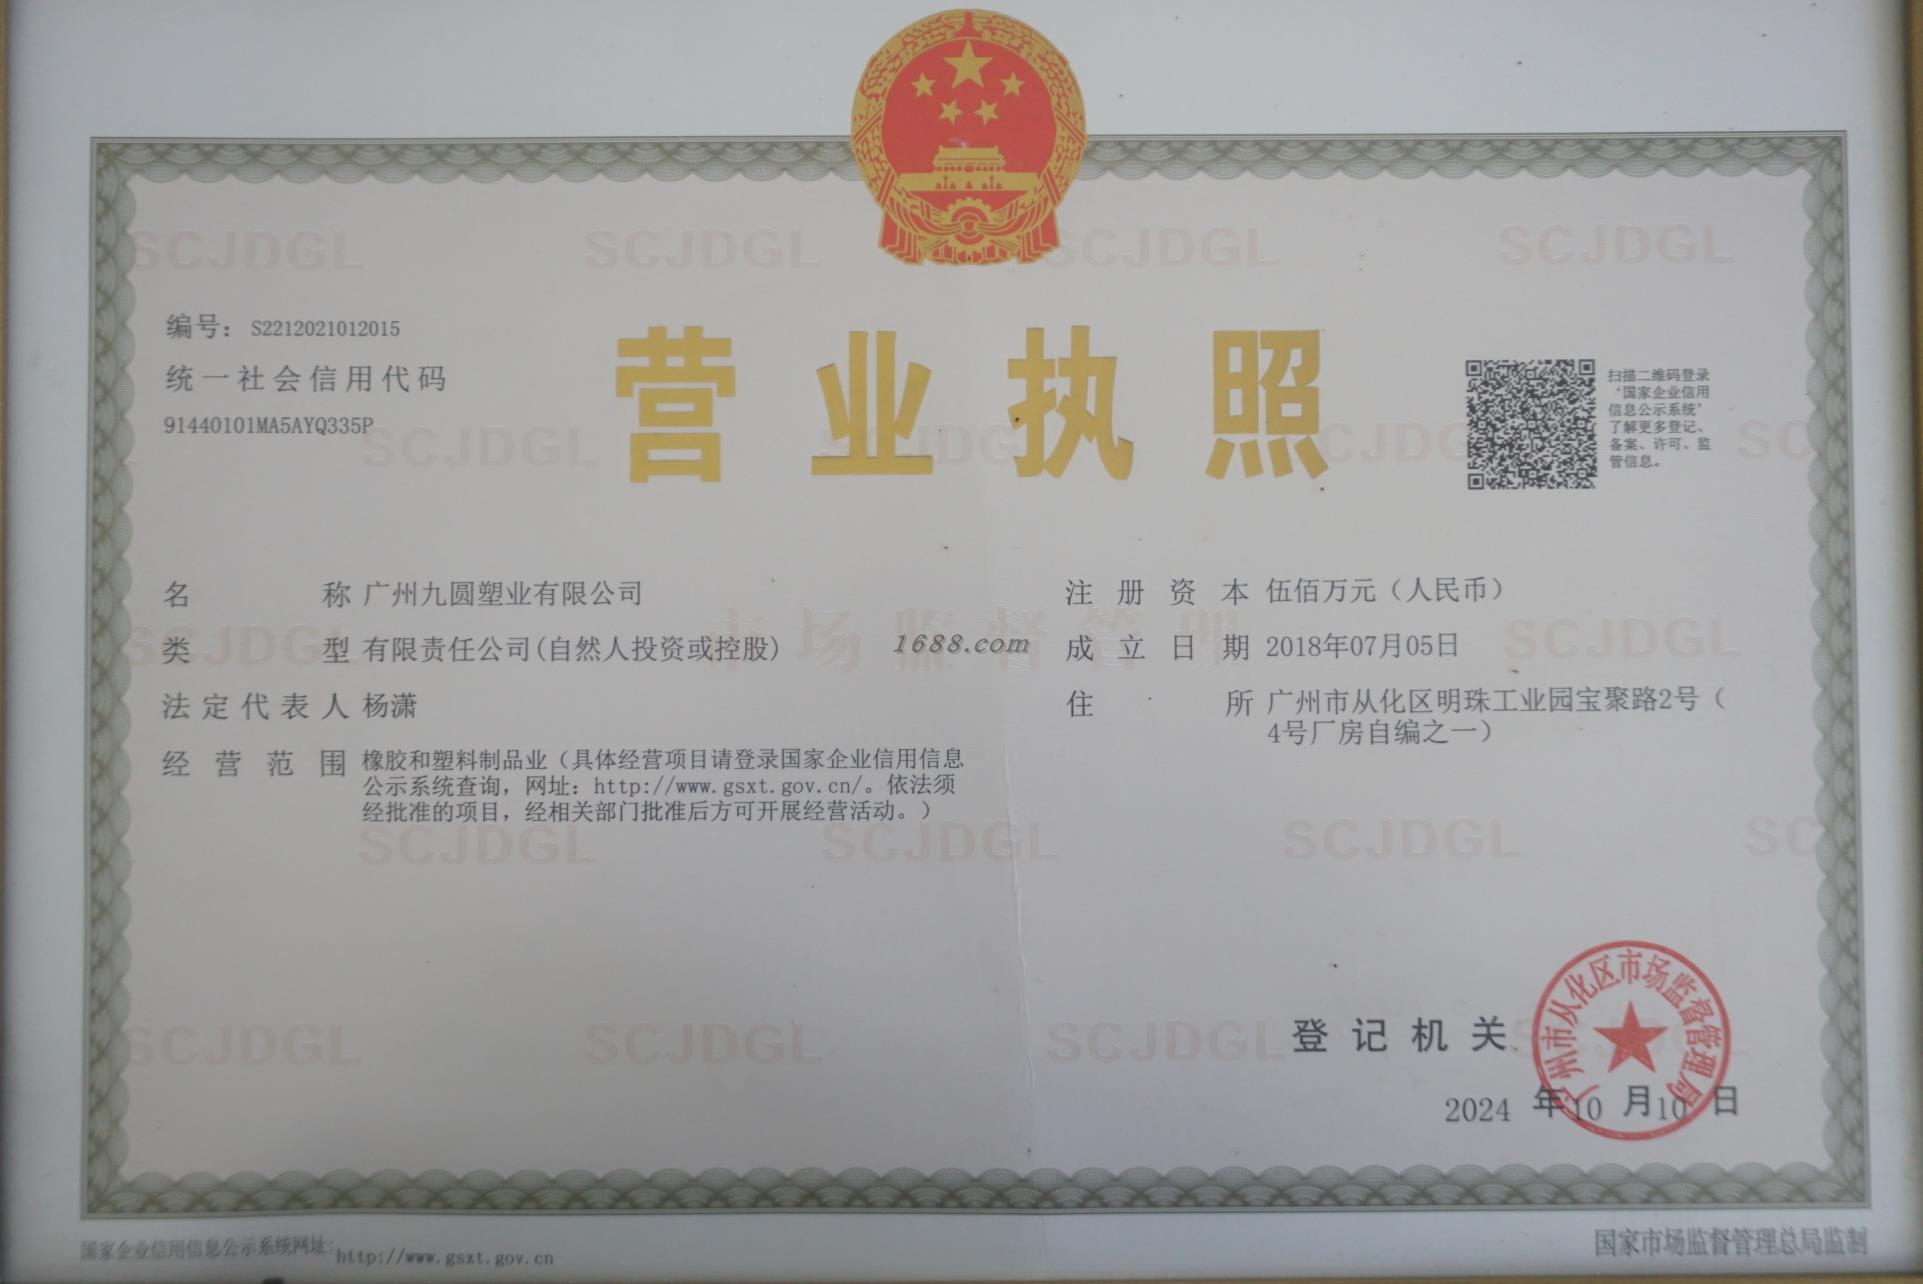 编号： S2212021012015
统一社会信用代码
91440101MA5AYQ335P
营业执照
扫描二维码登录
‘国家企业信用
信息公示系统’
了解更多登记、
备案、许可、监
管信息。
名称 广州九圆塑业有限公司
类型 有限责任公司(自然人投资或控股)
法定代表人 杨潇
经营范围 橡胶和塑料制品业（具体经营项目请登录国家企业信用信息
公示系统查询，网址：http://www.gsxt.gov.cn/。依法须
经批准的项目，经相关部门批准后方可开展经营活动。）
1688.com
注册资本 伍佰万元（人民币）
成立日期 2018年07月05日
住所 广州市从化区明珠工业园宝聚路2号（
4号厂房自编之一）
登记机关
广州市从化区市场监督管理局
2024 年10 月10 日
国家企业信用信息公示系统网址：http://www.gsxt.gov.cn
国家市场监督管理总局监制
SCJDGL
市场监督管理